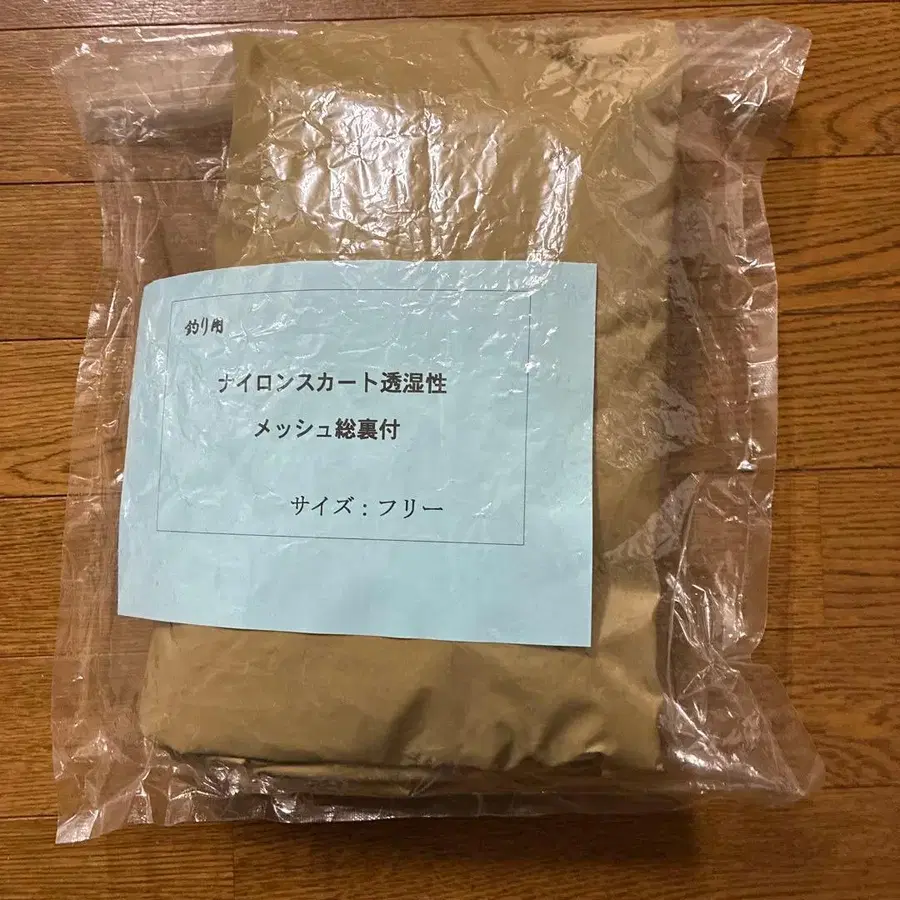 釣り用
ナイロンスカート透湿性
メッシュ総裏付
サイズ：フリー